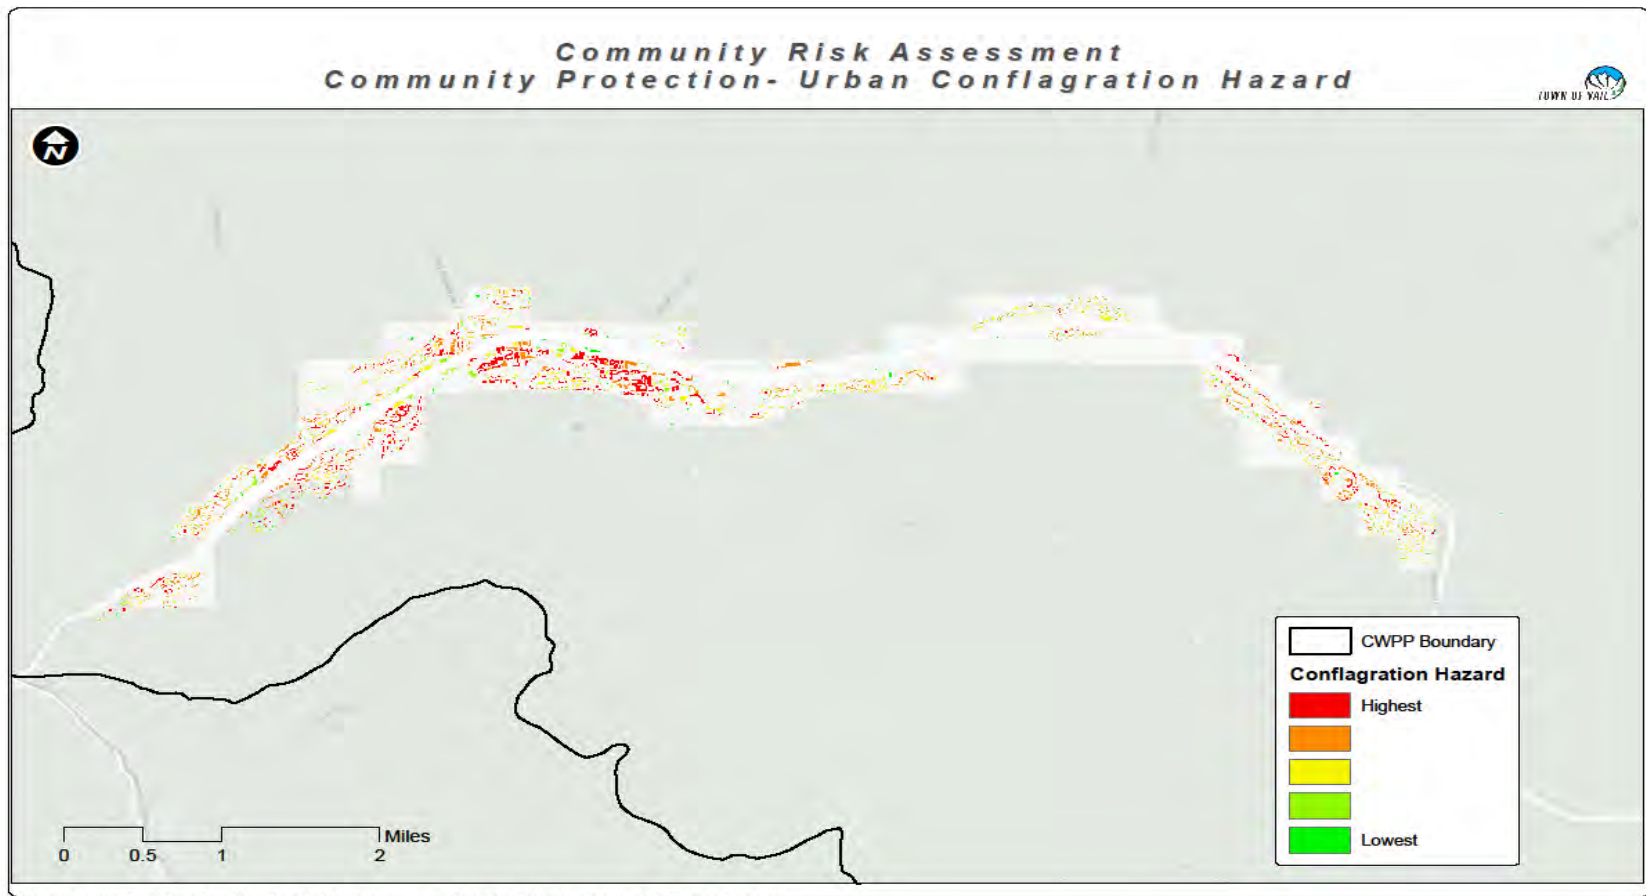 Community Risk Assessment
Community Protection- Urban Conflagration Hazard
TOWN OF VAIL
N
CWPP Boundary
Conflagration Hazard
Highest
Lowest
Miles
0 0.5 1 2